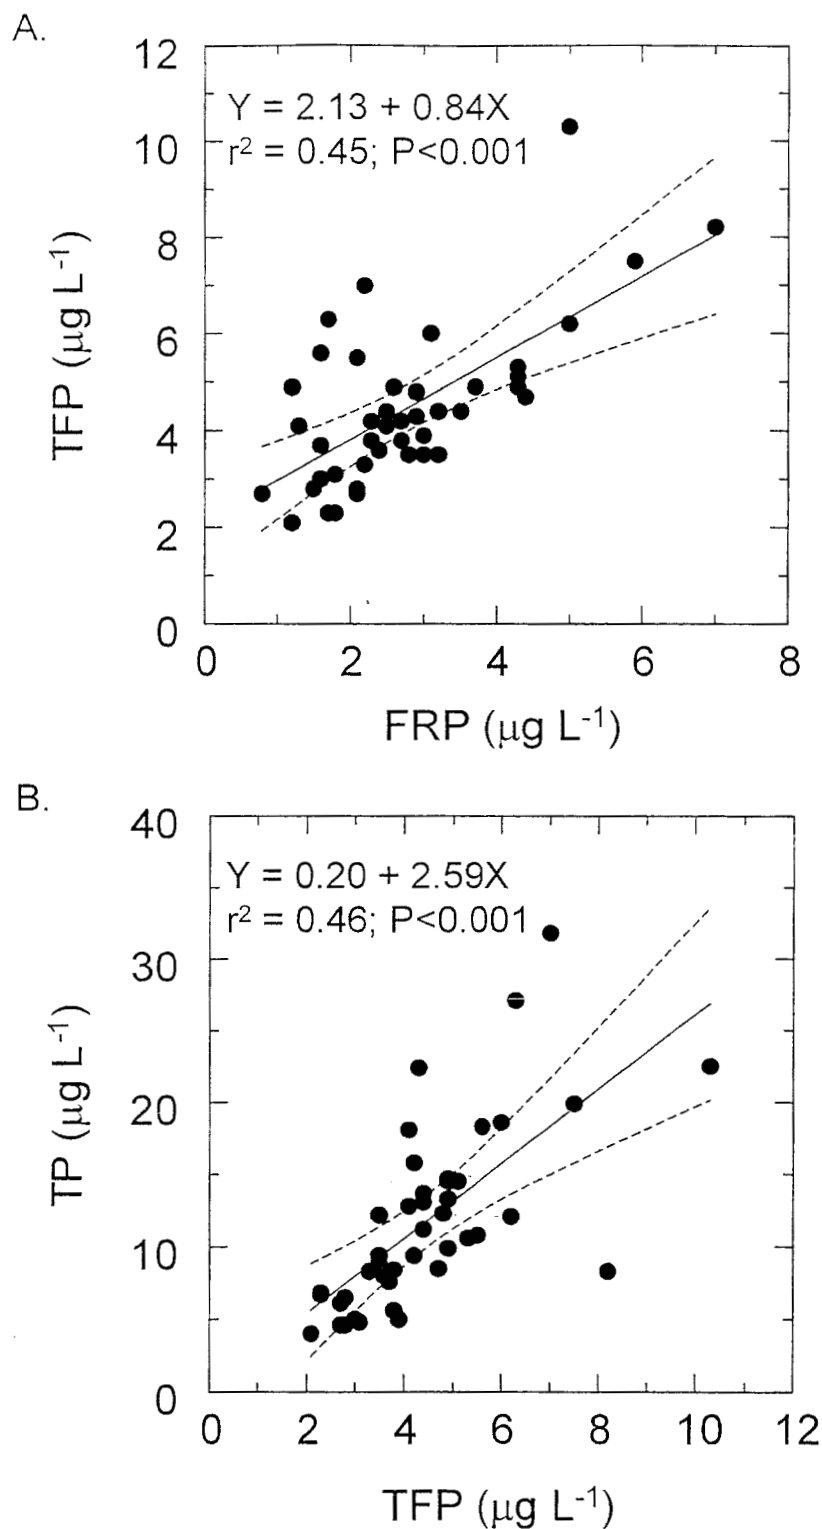 A.
Y = 2.13 + 0.84X
r² = 0.45; P<0.001
12
10
8
6
4
2
0
TFP (μg L⁻¹)
0 2 4 6 8
FRP (μg L⁻¹)
B.
Y = 0.20 + 2.59X
r² = 0.46; P<0.001
40
30
20
10
0
TP (μg L⁻¹)
0 2 4 6 8 10 12
TFP (μg L⁻¹)